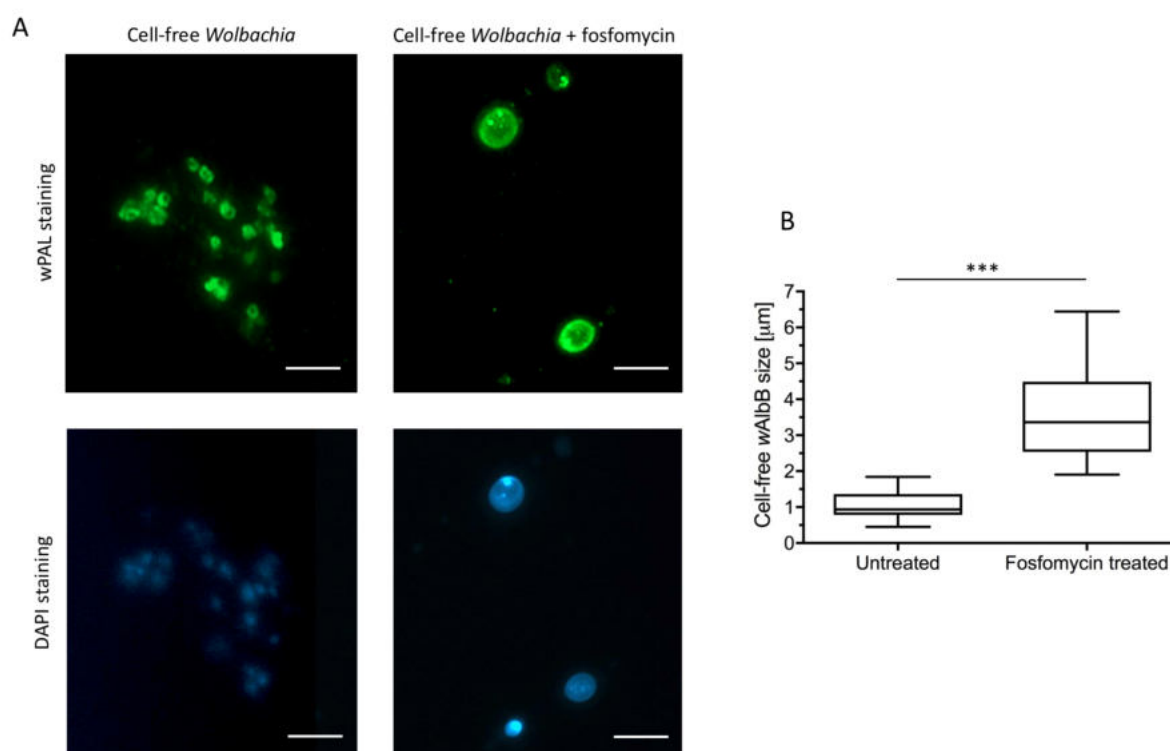 A
Cell-free Wolbachia
Cell-free Wolbachia + fosfomycin
wPAL staining
DAPI staining
B
***
Cell-free wAlbB size [μm]
7
6
5
4
3
2
1
0
Untreated
Fosfomycin treated